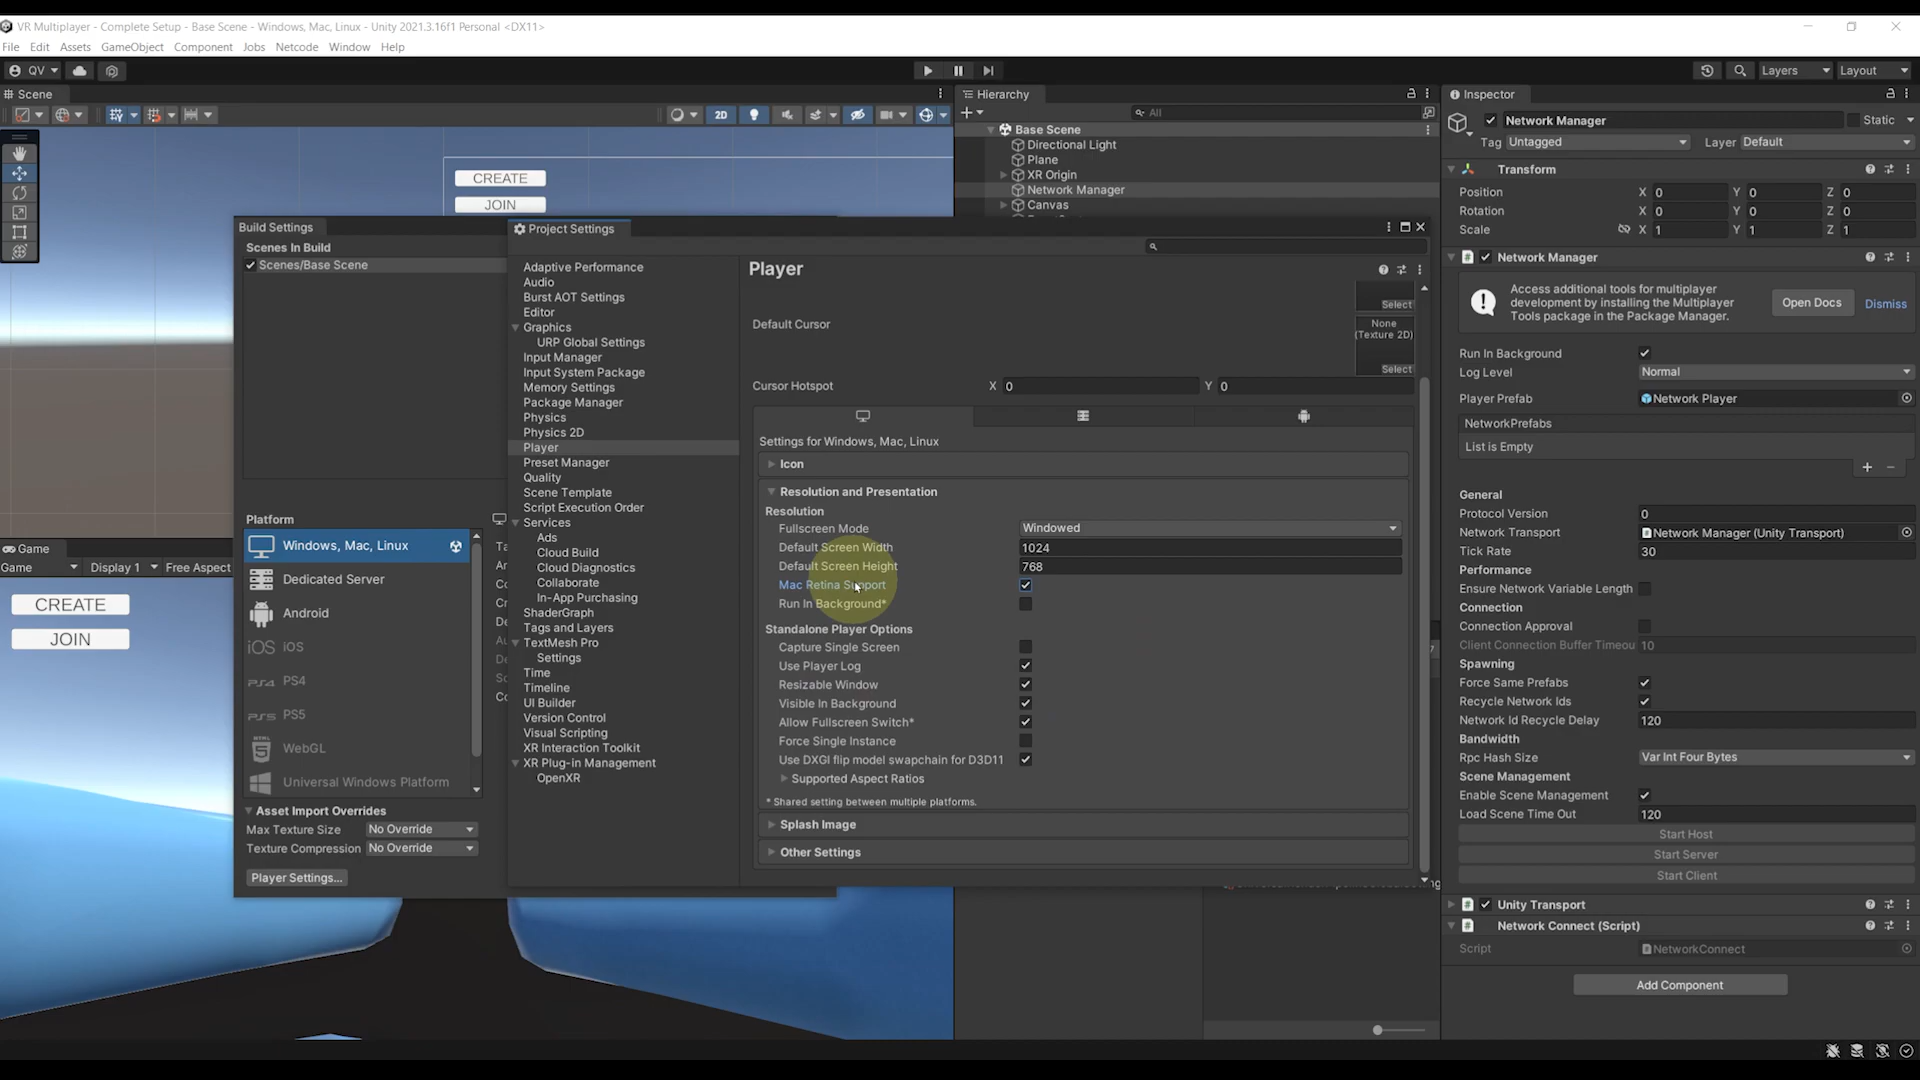 VR Multiplayer - Complete Setup - Base Scene - Windows, Mac, Linux - Unity 2021.3.16f1 Personal <DX11>
File Edit Assets GameObject Component Jobs Netcode Window Help
QV
Layers Layout
Scene
2D
CREATE
JOIN
Hierarchy
All
Base Scene
Directional Light
Plane
XR Origin
Network Manager
Canvas
Game
Game Display 1 Free Aspect
CREATE
JOIN
Build Settings
Scenes In Build
Scenes/Base Scene
Platform
Windows, Mac, Linux
Dedicated Server
Android
iOS iOS
PS4 PS4
PS5 PS5
WebGL
Universal Windows Platform
Asset Import Overrides
Max Texture Size No Override
Texture Compression No Override
Player Settings...
Project Settings
Adaptive Performance
Audio
Burst AOT Settings
Editor
Graphics
URP Global Settings
Input Manager
Input System Package
Memory Settings
Package Manager
Physics
Physics 2D
Player
Preset Manager
Quality
Scene Template
Script Execution Order
Services
Ads
Cloud Build
Cloud Diagnostics
Collaborate
In-App Purchasing
ShaderGraph
Tags and Layers
TextMesh Pro
Settings
Time
Timeline
UI Builder
Version Control
Visual Scripting
XR Interaction Toolkit
XR Plug-in Management
OpenXR
Player
Select
Default Cursor
None
(Texture 2D)
Select
Cursor Hotspot X 0 Y 0
Settings for Windows, Mac, Linux
Icon
Resolution and Presentation
Resolution
Fullscreen Mode Windowed
Default Screen Width 1024
Default Screen Height 768
Mac Retina Support
Run In Background*
Standalone Player Options
Capture Single Screen
Use Player Log
Resizable Window
Visible In Background
Allow Fullscreen Switch*
Force Single Instance
Use DXGI flip model swapchain for D3D11
Supported Aspect Ratios
* Shared setting between multiple platforms.
Splash Image
Other Settings
Inspector
Network Manager Static
Tag Untagged Layer Default
Transform
Position X 0 Y 0 Z 0
Rotation X 0 Y 0 Z 0
Scale X 1 Y 1 Z 1
Network Manager
Access additional tools for multiplayer
development by installing the Multiplayer
Tools package in the Package Manager.
Open Docs Dismiss
Run In Background
Log Level Normal
Player Prefab Network Player
NetworkPrefabs
List is Empty
General
Protocol Version 0
Network Transport Network Manager (Unity Transport)
Tick Rate 30
Performance
Ensure Network Variable Length
Connection
Connection Approval
Client Connection Buffer Timeou 10
Spawning
Force Same Prefabs
Recycle Network Ids
Network Id Recycle Delay 120
Bandwidth
Rpc Hash Size Var Int Four Bytes
Scene Management
Enable Scene Management
Load Scene Time Out 120
Start Host
Start Server
Start Client
Unity Transport
Network Connect (Script)
Script NetworkConnect
Add Component